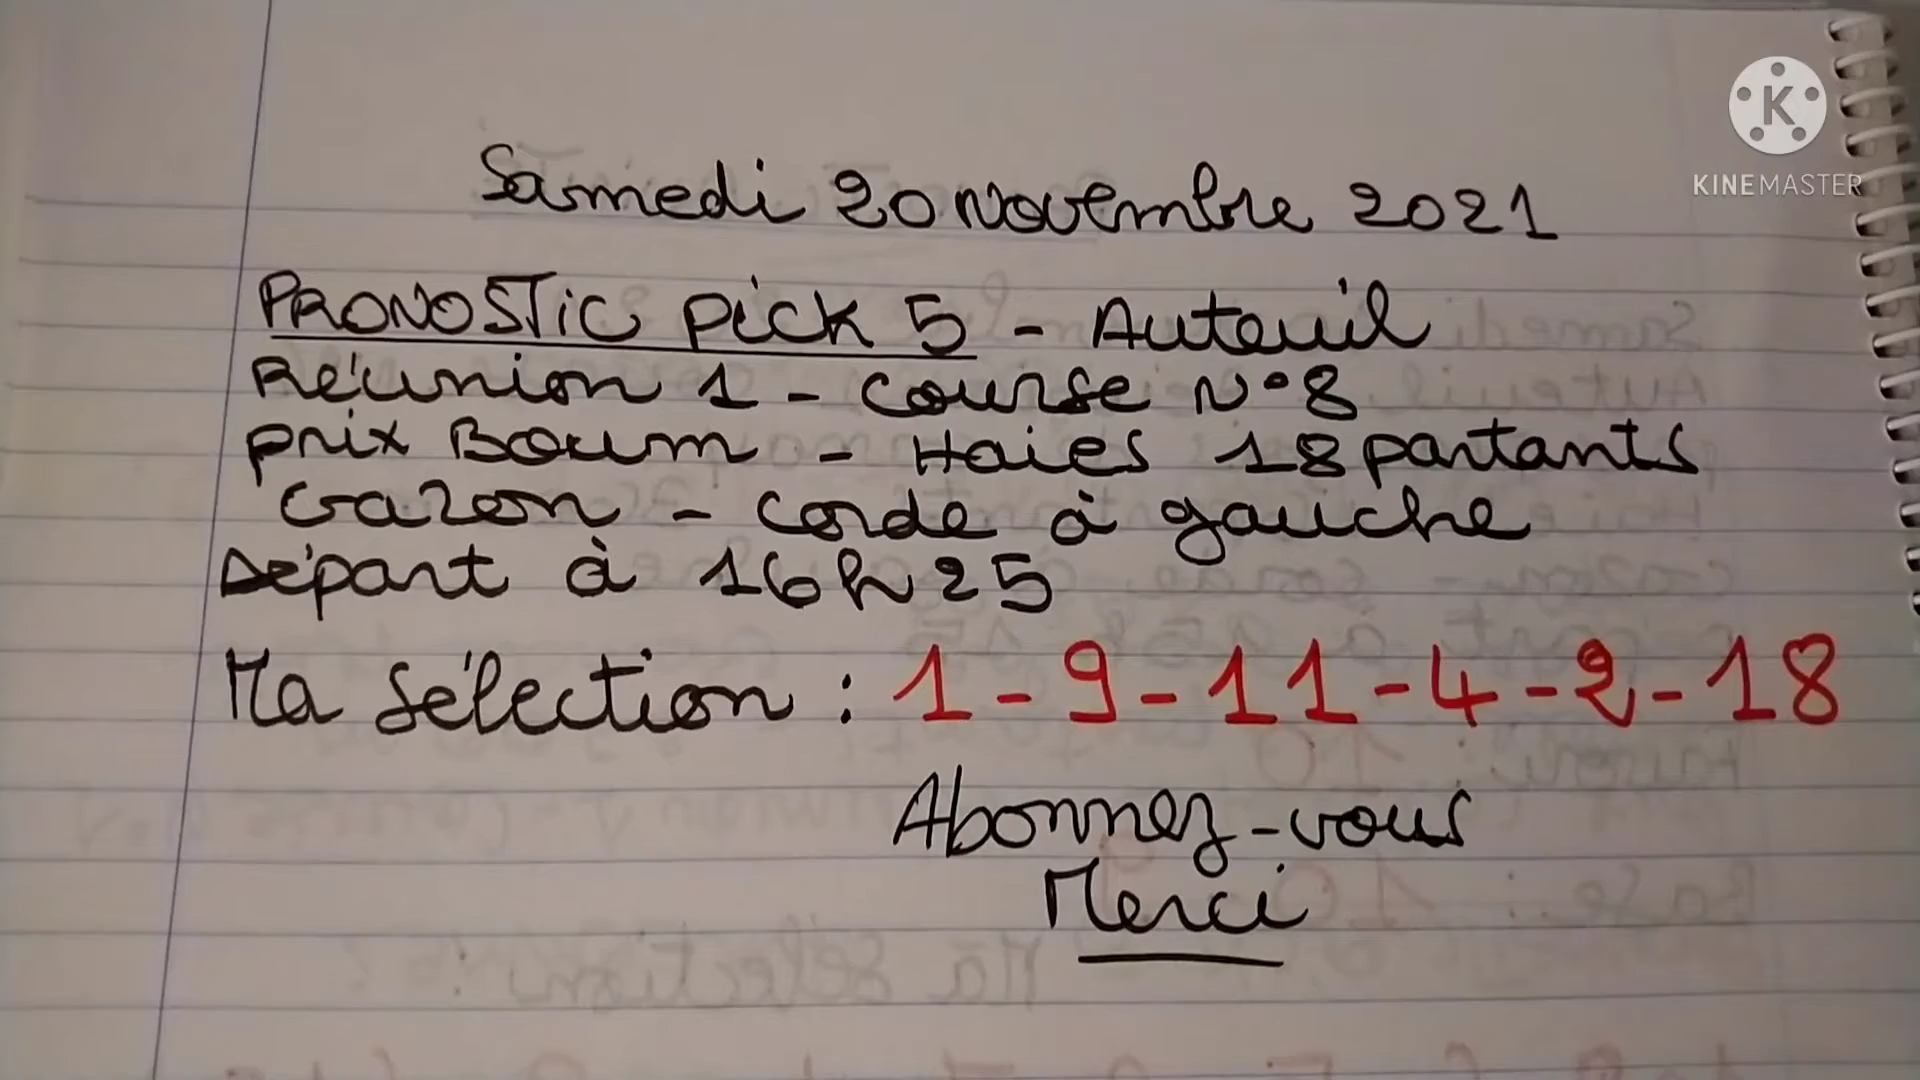 Samedi 20 Novembre 2021
PRONOSTIC PICK 5 - Auteuil
Réunion 1 - course N°8
prix Boum - Haies 18 partants
Gazon - corde à gauche
Départ à 16h25
Ma sélection : 1 - 9 - 11 - 4 - 2 - 18
Abonnez-vous
Merci
K
KINEMASTER